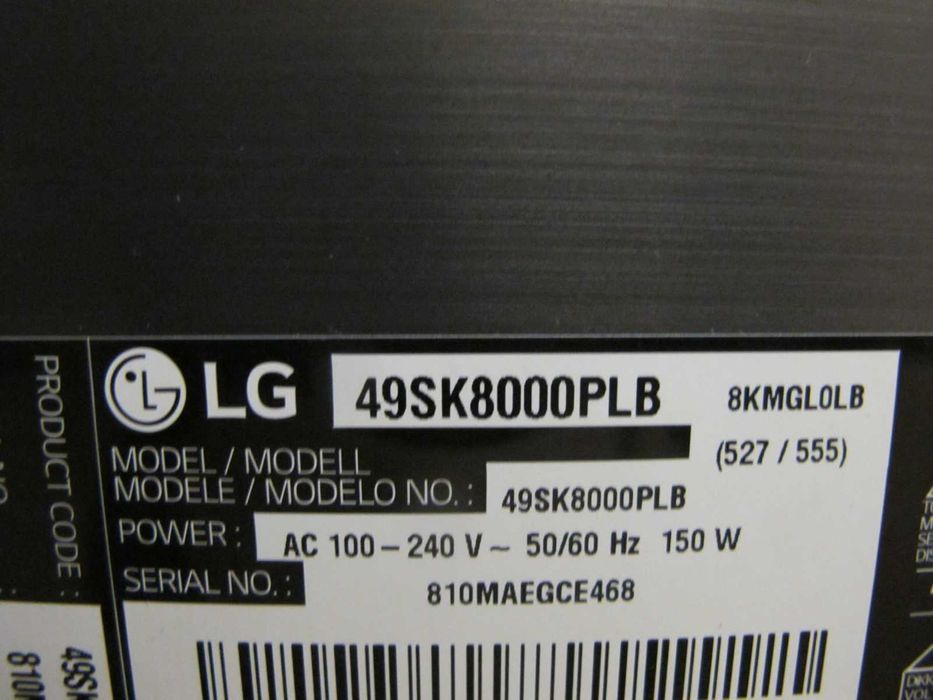 LG 49SK8000PLB 8KMGL0LB
(527 / 555)
MODEL / MODELL
MODELE / MODELO NO. : 49SK8000PLB
POWER : AC 100 – 240 V ~ 50/60 Hz 150 W
SERIAL NO. : 810MAEGCE468
PRODUCT CODE :